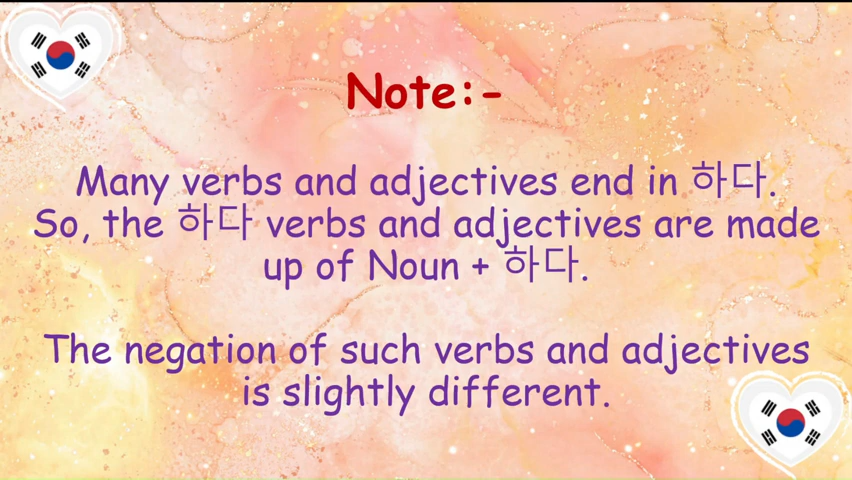 Note:-
Many verbs and adjectives end in 하다.
So, the 하다 verbs and adjectives are made
up of Noun + 하다.
The negation of such verbs and adjectives
is slightly different.